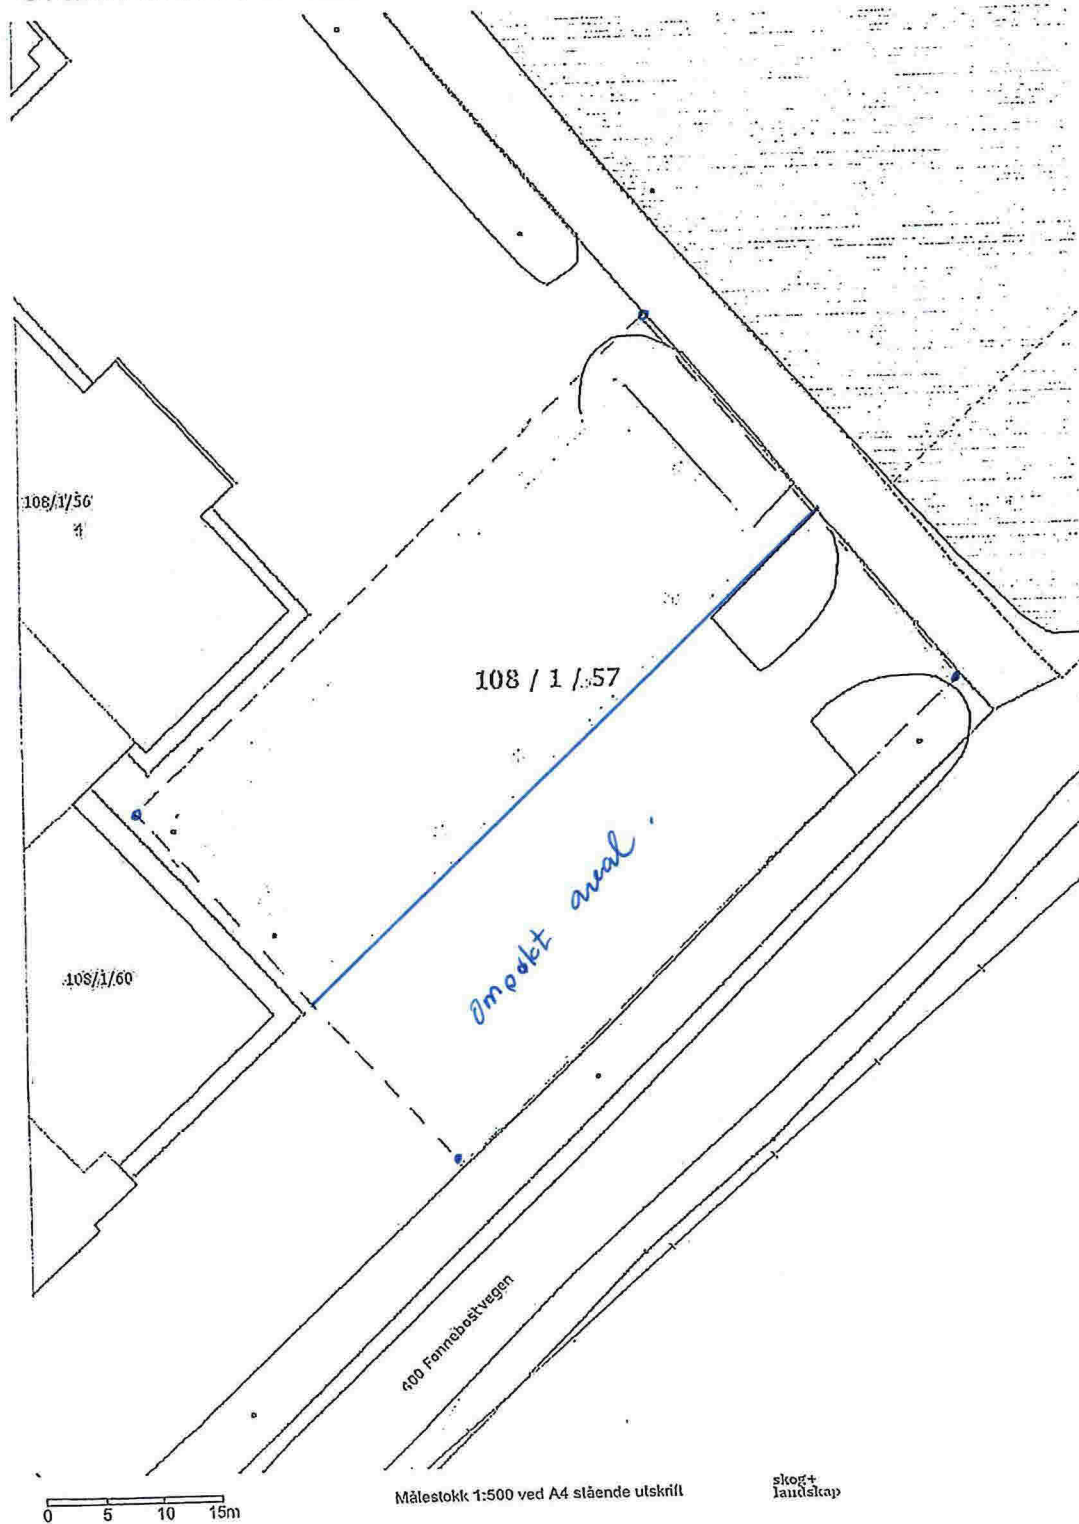 108/1/56
108 / 1 / 57
Omsøkt areal.
108/1/60
400 Fonnebostvegen
0 5 10 15m
Målestokk 1:500 ved A4 stående utskrift
skog+
landskap